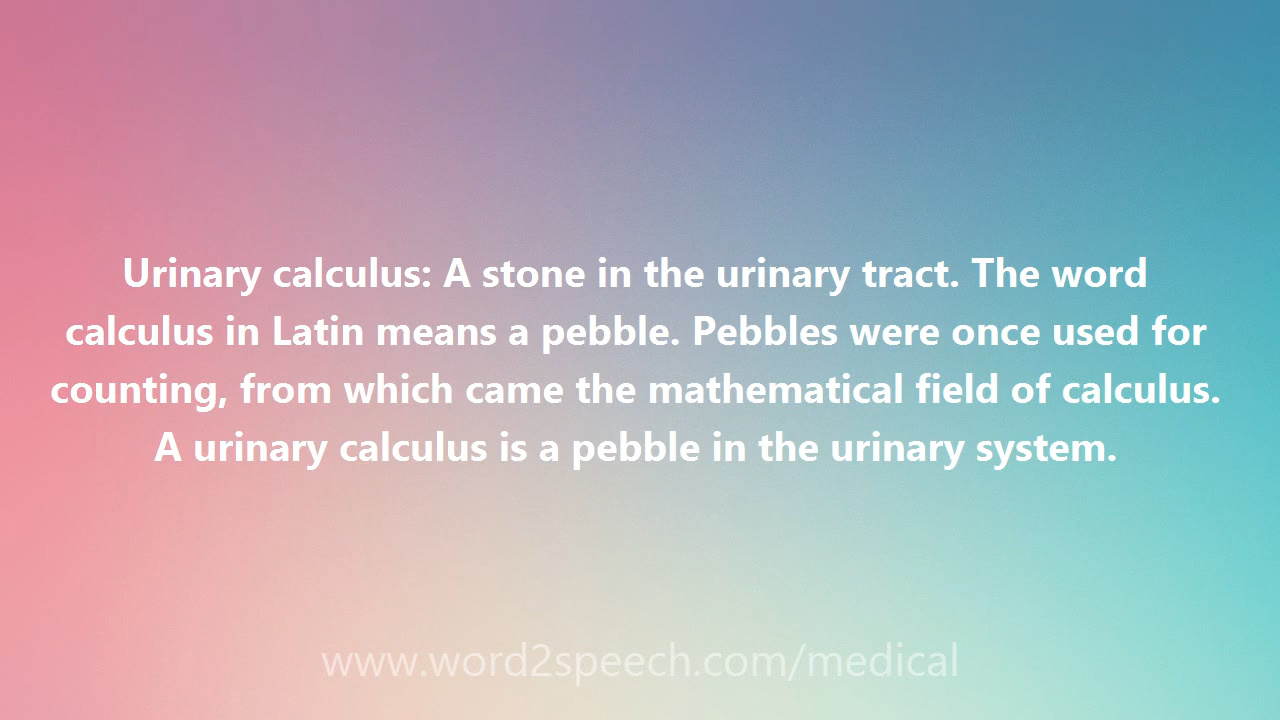 Urinary calculus: A stone in the urinary tract. The word
calculus in Latin means a pebble. Pebbles were once used for
counting, from which came the mathematical field of calculus.
A urinary calculus is a pebble in the urinary system.
www.word2speech.com/medical